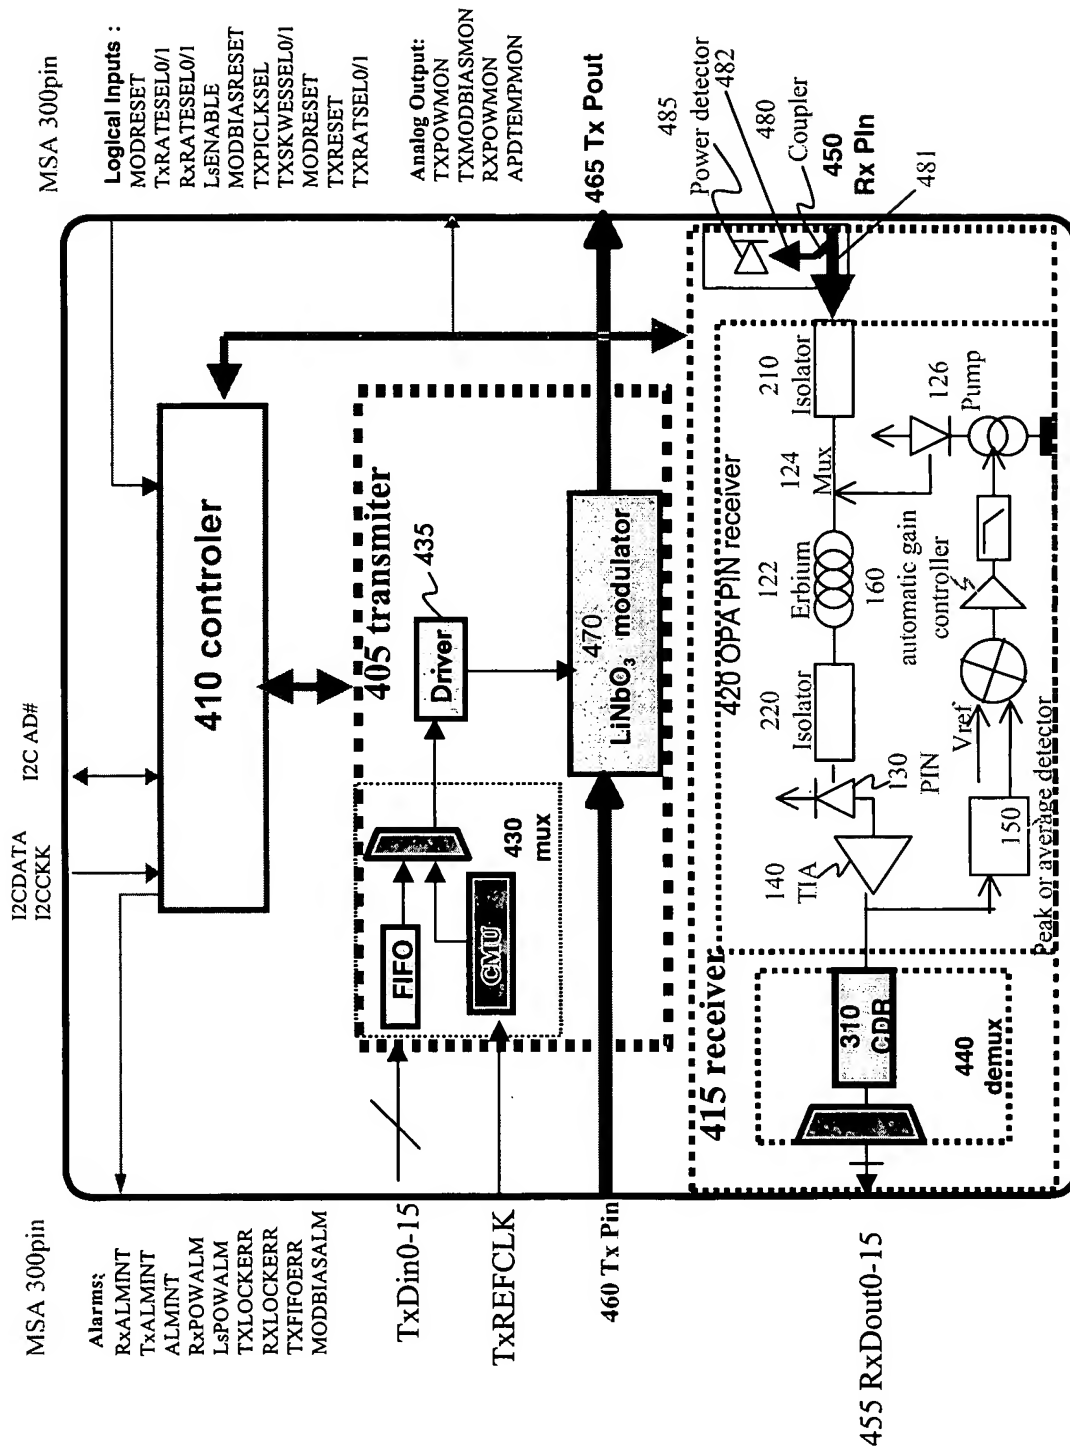 MSA 300pin
Alarms:
RxALMINT
TxALMINT
ALMINT
RxPOWALM
LsPOWALM
TXLOCKERR
RXLOCKERR
TXFIFOERR
MODBIASALM
I2CDATA
I2CCKK
I2C AD#
MSA 300pin
Logical Inputs :
MODRESET
TxRATESEL0/1
RxRATESEL0/1
LsENABLE
MODBIASRESET
TXPICLKSEL
TXSKWESSEL0/1
MODRESET
TXRESET
TXRATSEL0/1
Analog Output:
TXPOWMON
TXMODBIASMON
RXPOWMON
APDTEMPMON
410 controler
405 transmiter
TxDin0-15
TxREFCLK
FIFO
CMU
430
mux
Driver
435
470
LiNbO3 modulator
460 Tx Pin
465 Tx Pout
415 receiver
420 OPA PIN receiver
485
Power detector
482
480
Coupler
450
Rx PIn
481
210
Isolator
124
Mux
126
Pump
122
Erbium
160
automatic gain
controller
220
Isolator
Vref
130
PIN
140
TIA
150
Peak or average detector
310
CDR
440
demux
455 RxDout0-15